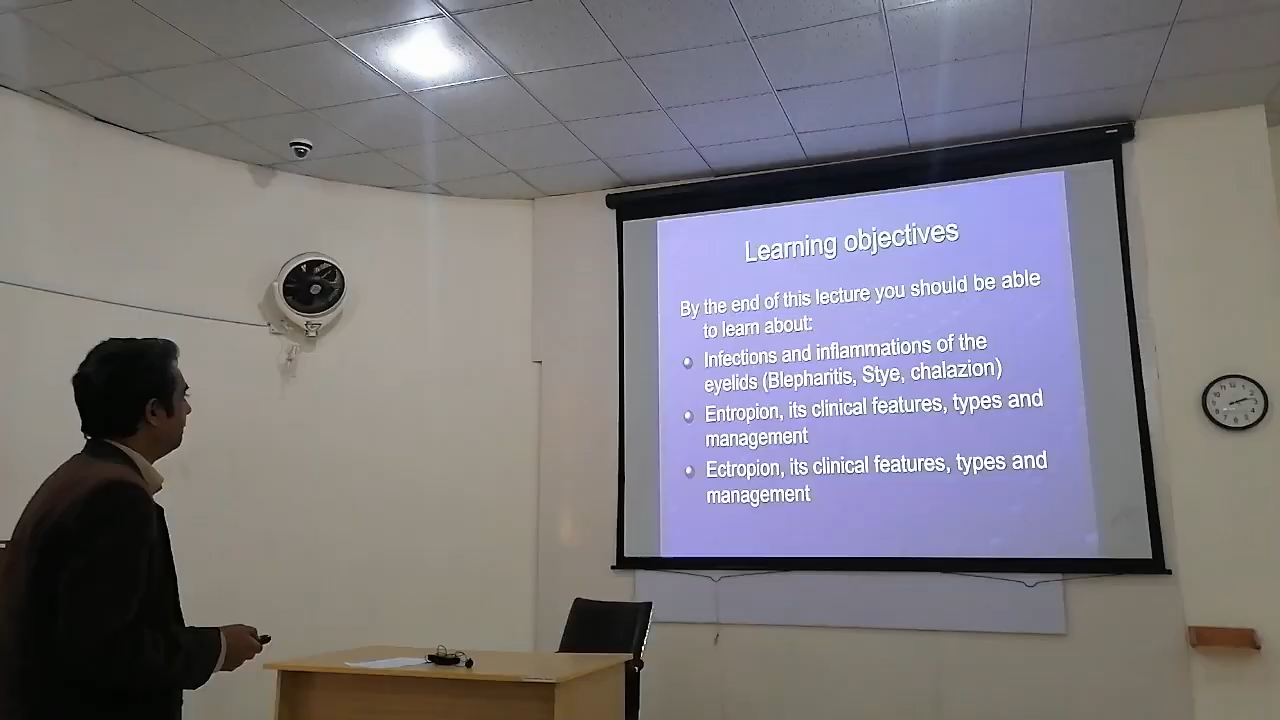 Learning objectives
By the end of this lecture you should be able
to learn about:
Infections and inflammations of the
eyelids (Blepharitis, Stye, chalazion)
Entropion, its clinical features, types and
management
Ectropion, its clinical features, types and
management